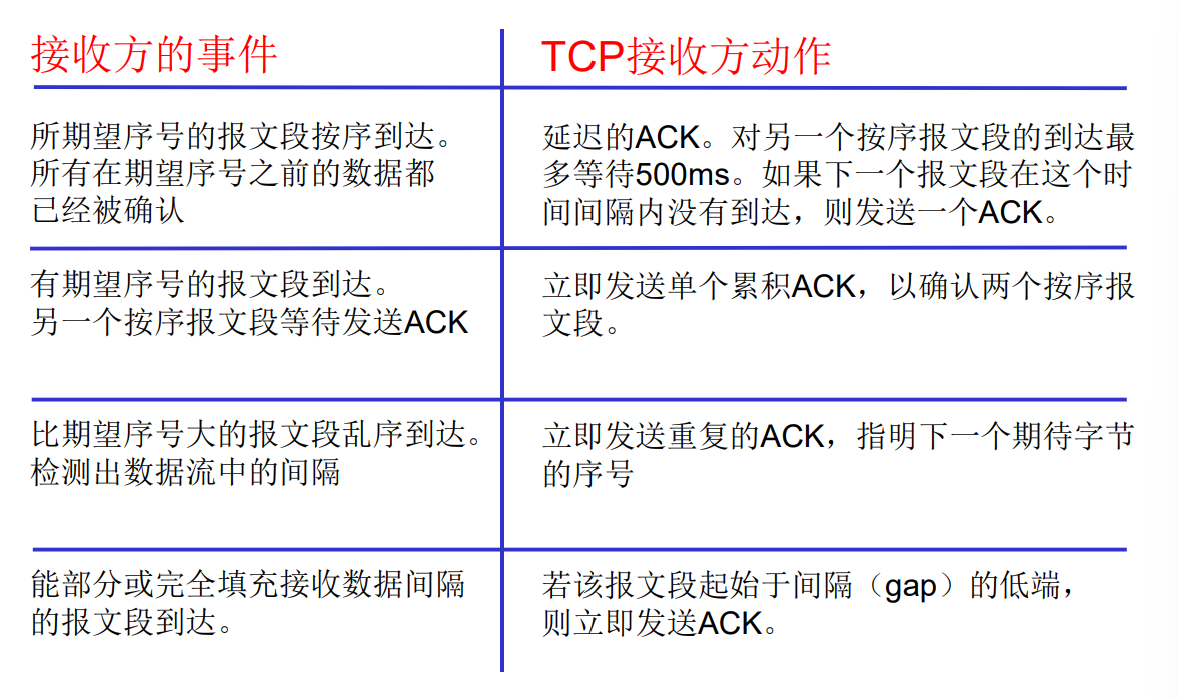 接收方的事件
TCP接收方动作
所期望序号的报文段按序到达。
所有在期望序号之前的数据都
已经被确认
延迟的ACK。对另一个按序报文段的到达最
多等待500ms。如果下一个报文段在这个时
间间隔内没有到达，则发送一个ACK。
有期望序号的报文段到达。
另一个按序报文段等待发送ACK
立即发送单个累积ACK，以确认两个按序报
文段。
比期望序号大的报文段乱序到达。
检测出数据流中的间隔
立即发送重复的ACK，指明下一个期待字节
的序号
能部分或完全填充接收数据间隔
的报文段到达。
若该报文段起始于间隔（gap）的低端，
则立即发送ACK。